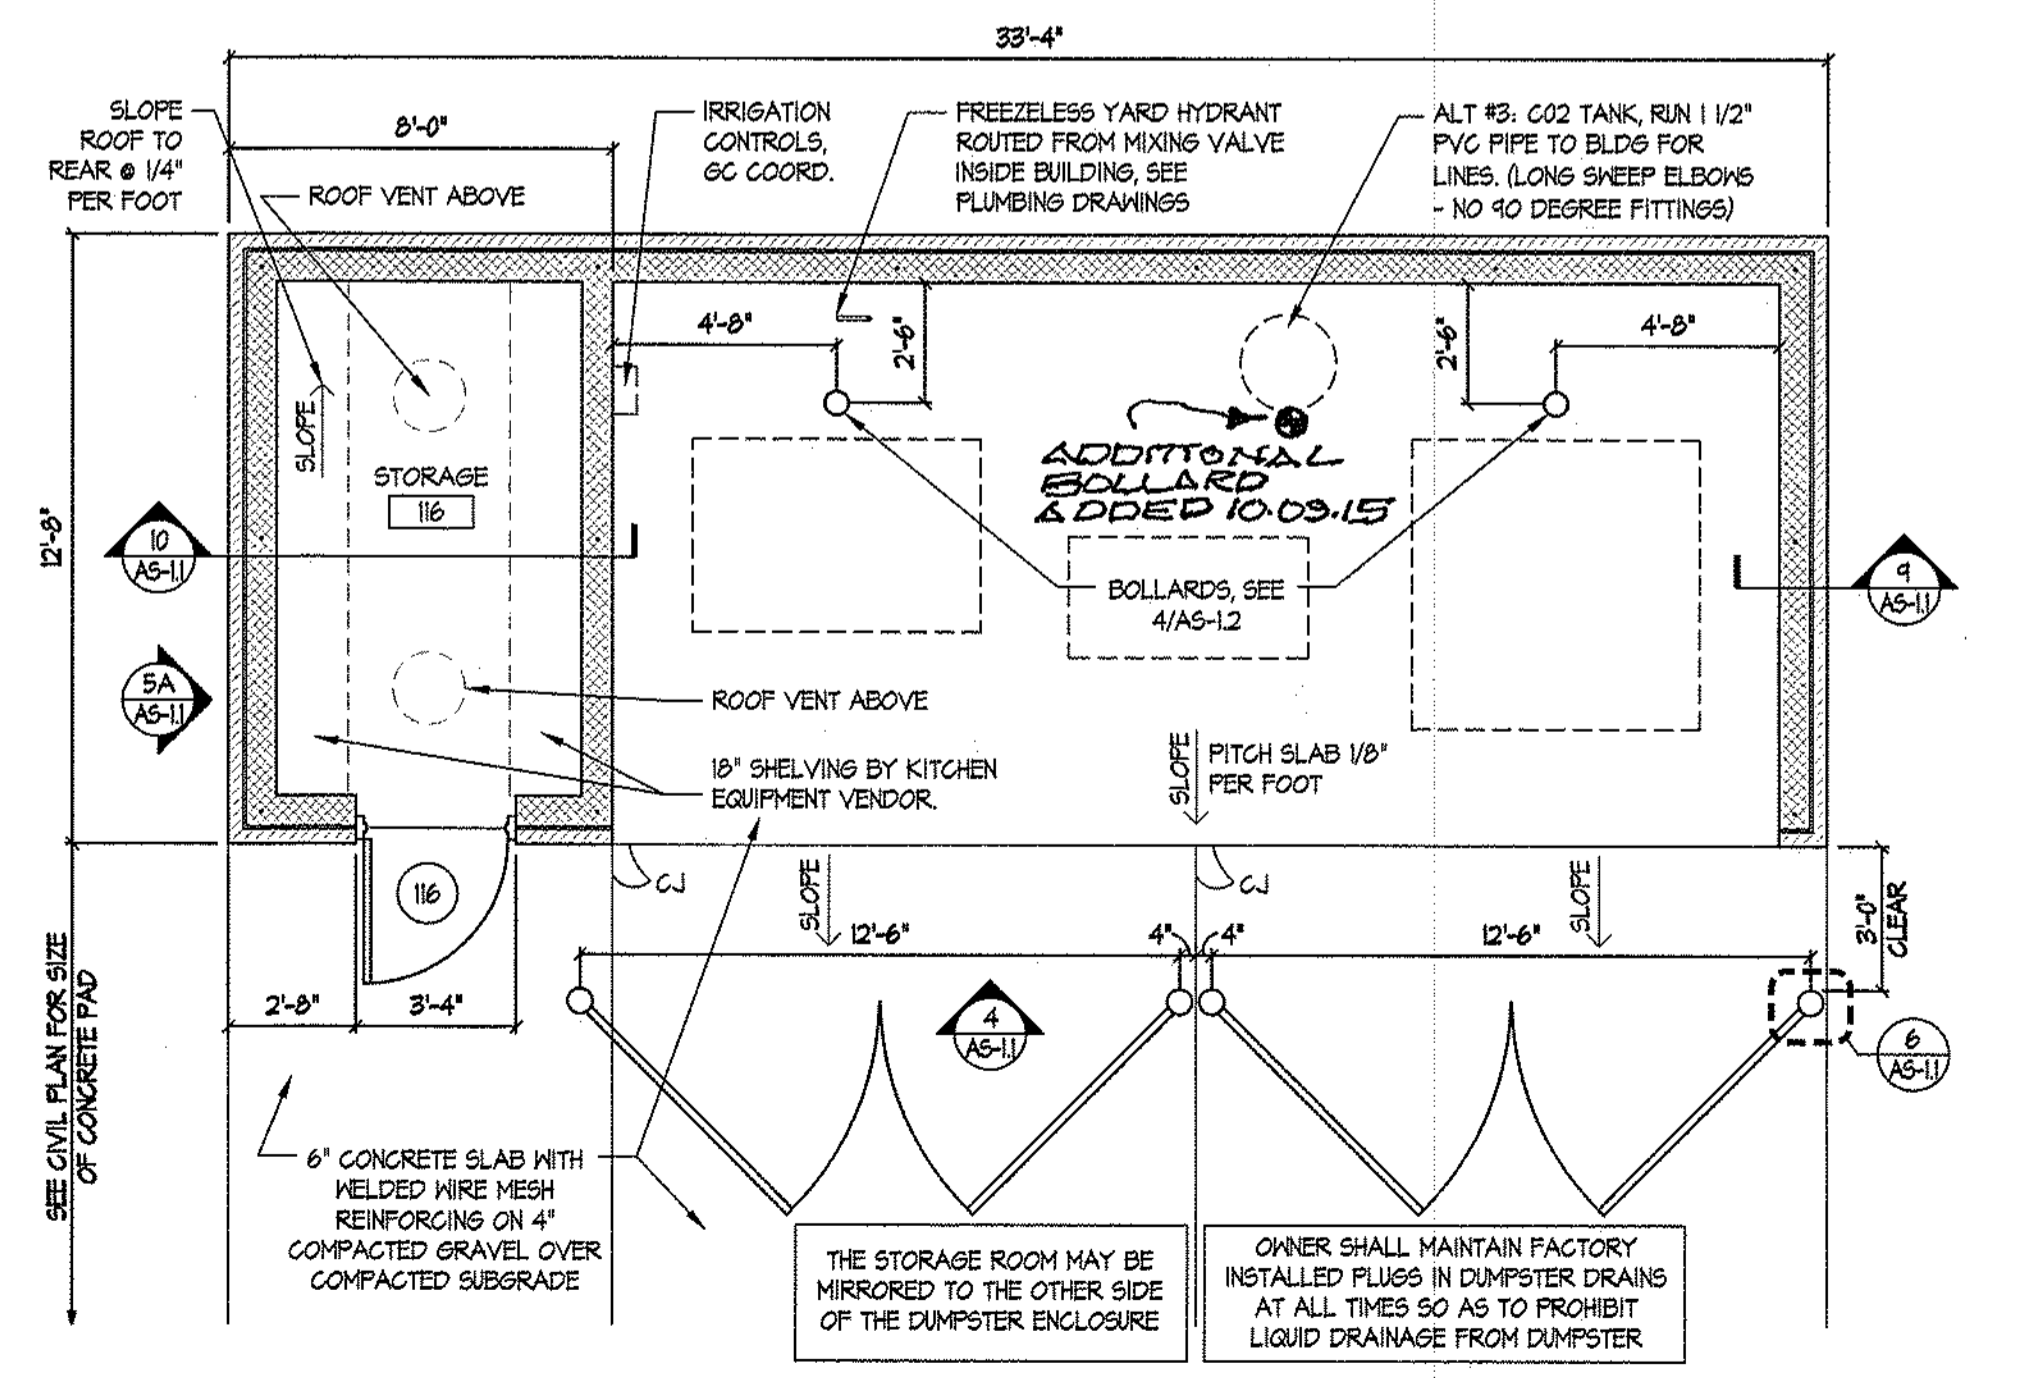 33'-4"
SLOPE
ROOF TO
REAR @ 1/4"
PER FOOT
8'-0"
ROOF VENT ABOVE
IRRIGATION
CONTROLS,
GC COORD.
FREEZELESS YARD HYDRANT
ROUTED FROM MIXING VALVE
INSIDE BUILDING, SEE
PLUMBING DRAWINGS
ALT #3: C02 TANK, RUN 1 1/2"
PVC PIPE TO BLDG FOR
LINES. (LONG SWEEP ELBOWS
- NO 90 DEGREE FITTINGS)
4'-8"
2'-6"
2'-6"
4'-8"
SLOPE
STORAGE
116
ADDITIONAL
BOLLARD
ADDED 10.09.15
12'-8"
10
AS-1.1
BOLLARDS, SEE
4/AS-1.2
9
AS-1.1
5A
AS-1.1
ROOF VENT ABOVE
18" SHELVING BY KITCHEN
EQUIPMENT VENDOR.
SLOPE
PITCH SLAB 1/8"
PER FOOT
116
CJ
CJ
SLOPE
SLOPE
12'-6"
4"
4"
12'-6"
3'-0"
CLEAR
2'-8"
3'-4"
4
AS-1.1
6
AS-1.1
SEE CIVIL PLAN FOR SIZE
OF CONCRETE PAD
6" CONCRETE SLAB WITH
WELDED WIRE MESH
REINFORCING ON 4"
COMPACTED GRAVEL OVER
COMPACTED SUBGRADE
THE STORAGE ROOM MAY BE
MIRRORED TO THE OTHER SIDE
OF THE DUMPSTER ENCLOSURE
OWNER SHALL MAINTAIN FACTORY
INSTALLED PLUGS IN DUMPSTER DRAINS
AT ALL TIMES SO AS TO PROHIBIT
LIQUID DRAINAGE FROM DUMPSTER